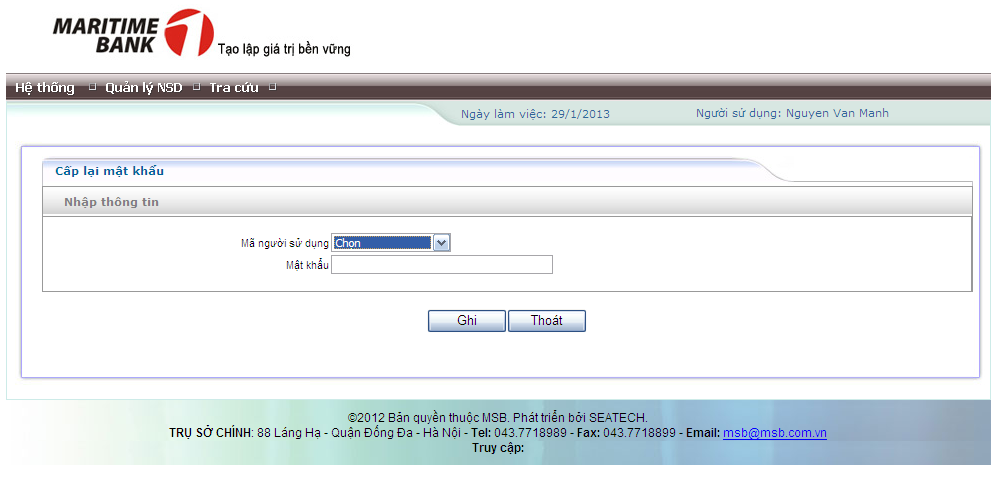 MARITIME
BANK
Tạo lập giá trị bền vững
Hệ thống Quản lý NSD Tra cứu
Ngày làm việc: 29/1/2013 Người sử dụng: Nguyen Van Manh
Cấp lại mật khẩu
Nhập thông tin
Mã người sử dụng Chọn
Mật khẩu
Ghi Thoát
©2012 Bản quyền thuộc MSB. Phát triển bởi SEATECH.
TRỤ SỞ CHÍNH: 88 Láng Hạ - Quận Đống Đa - Hà Nội - Tel: 043.7718989 - Fax: 043.7718899 - Email: msb@msb.com.vn
Truy cập: